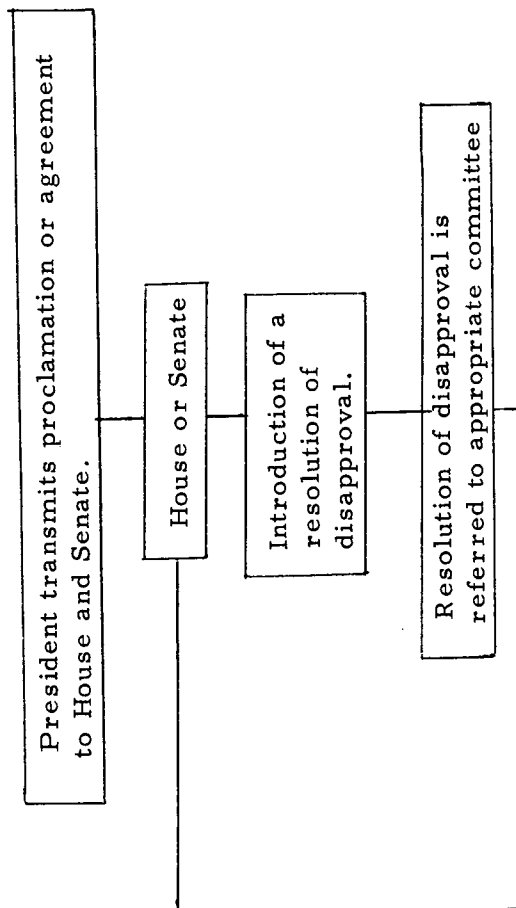 President transmits proclamation or agreement
to House and Senate.
House or Senate
Introduction of a
resolution of
disapproval.
Resolution of disapproval is
referred to appropriate committee